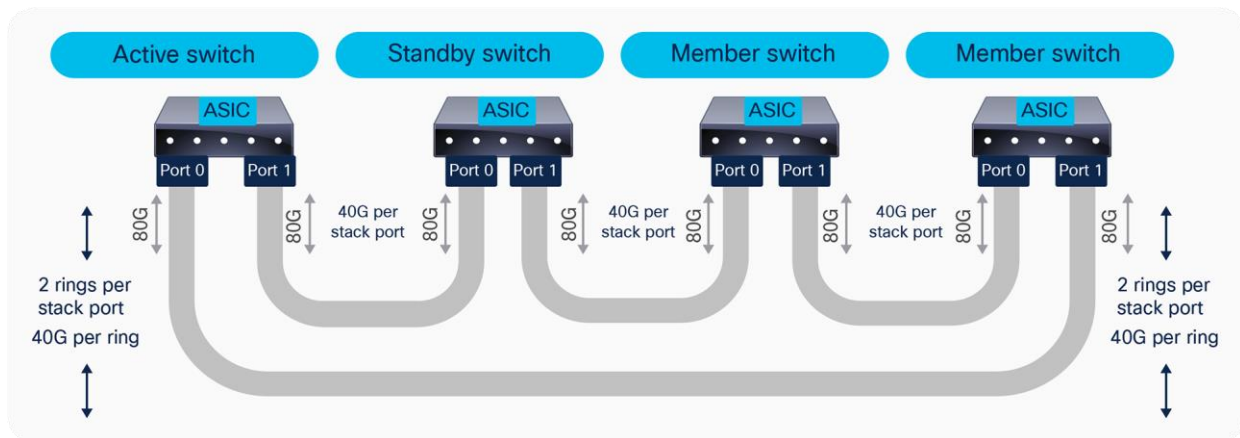 Active switch
Standby switch
Member switch
Member switch
ASIC
ASIC
ASIC
ASIC
Port 0
Port 1
Port 0
Port 1
Port 0
Port 1
Port 0
Port 1
80G
80G
40G per
stack port
80G
80G
40G per
stack port
80G
80G
40G per
stack port
80G
80G
2 rings per
stack port
40G per ring
2 rings per
stack port
40G per ring